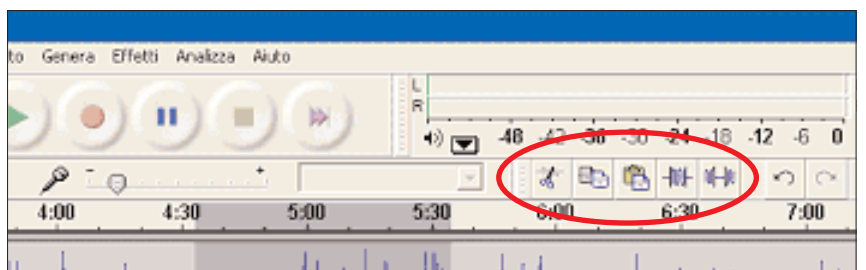 to Genera Effetti Analizza Aiuto
L
R
-48 -42 -36 -30 -24 -18 -12 -6 0
- +
4:00 4:30 5:00 5:30 6:00 6:30 7:00